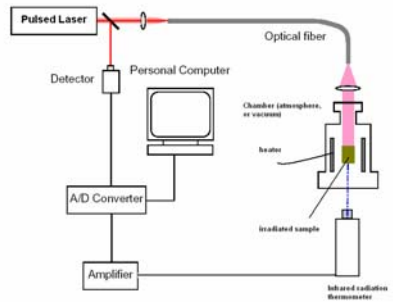 Pulsed Laser
Optical fiber
Detector
Personal Computer
Chamber (atmosphere,
or vacuum)
heater
A/D Converter
irradiated sample
Amplifier
Infrared radiation
thermometer